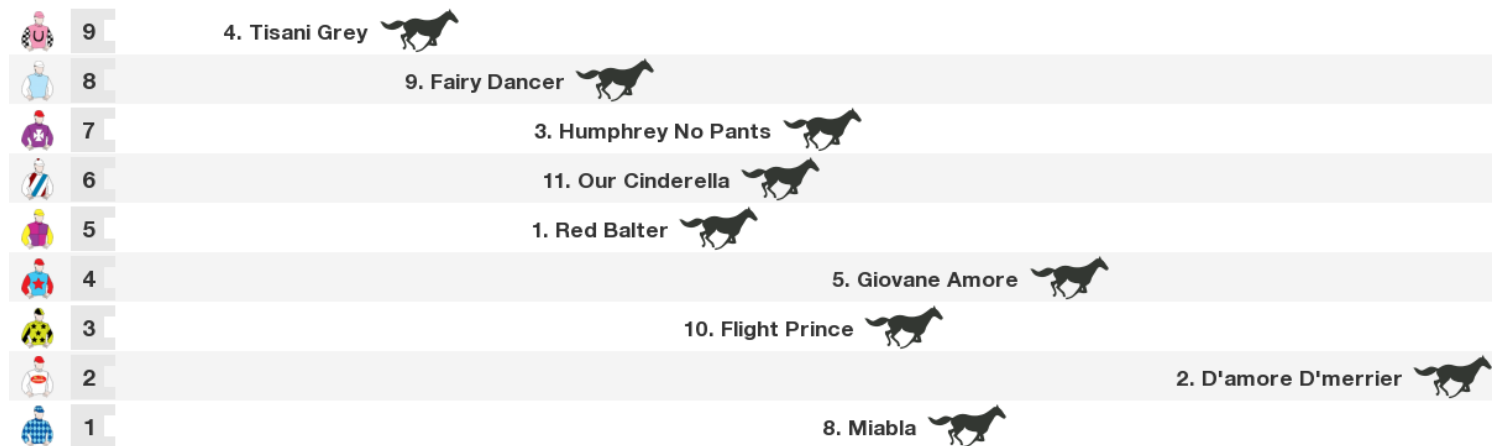 9 4. Tisani Grey
8 9. Fairy Dancer
7 3. Humphrey No Pants
6 11. Our Cinderella
5 1. Red Balter
4 5. Giovane Amore
3 10. Flight Prince
2 2. D'amore D'merrier
1 8. Miabla